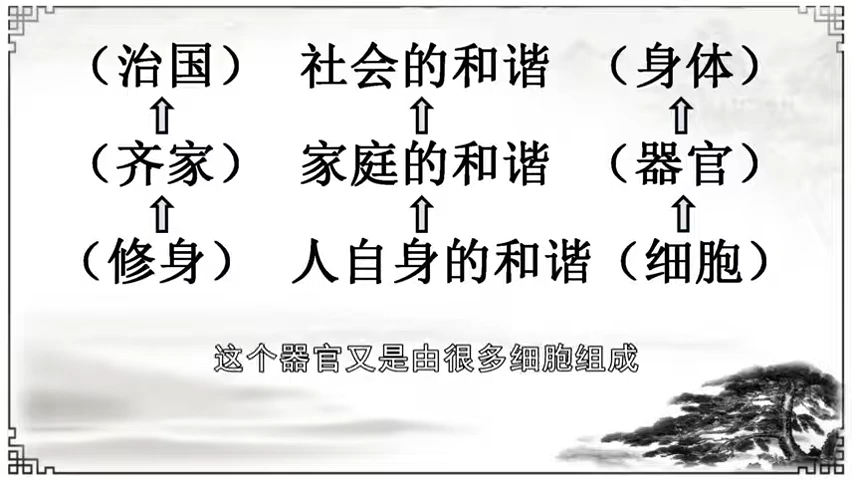 （治国） 社会的和谐 （身体）
⇧ ⇧ ⇧
（齐家） 家庭的和谐 （器官）
⇧ ⇧ ⇧
（修身） 人自身的和谐（细胞）
这个器官又是由很多细胞组成